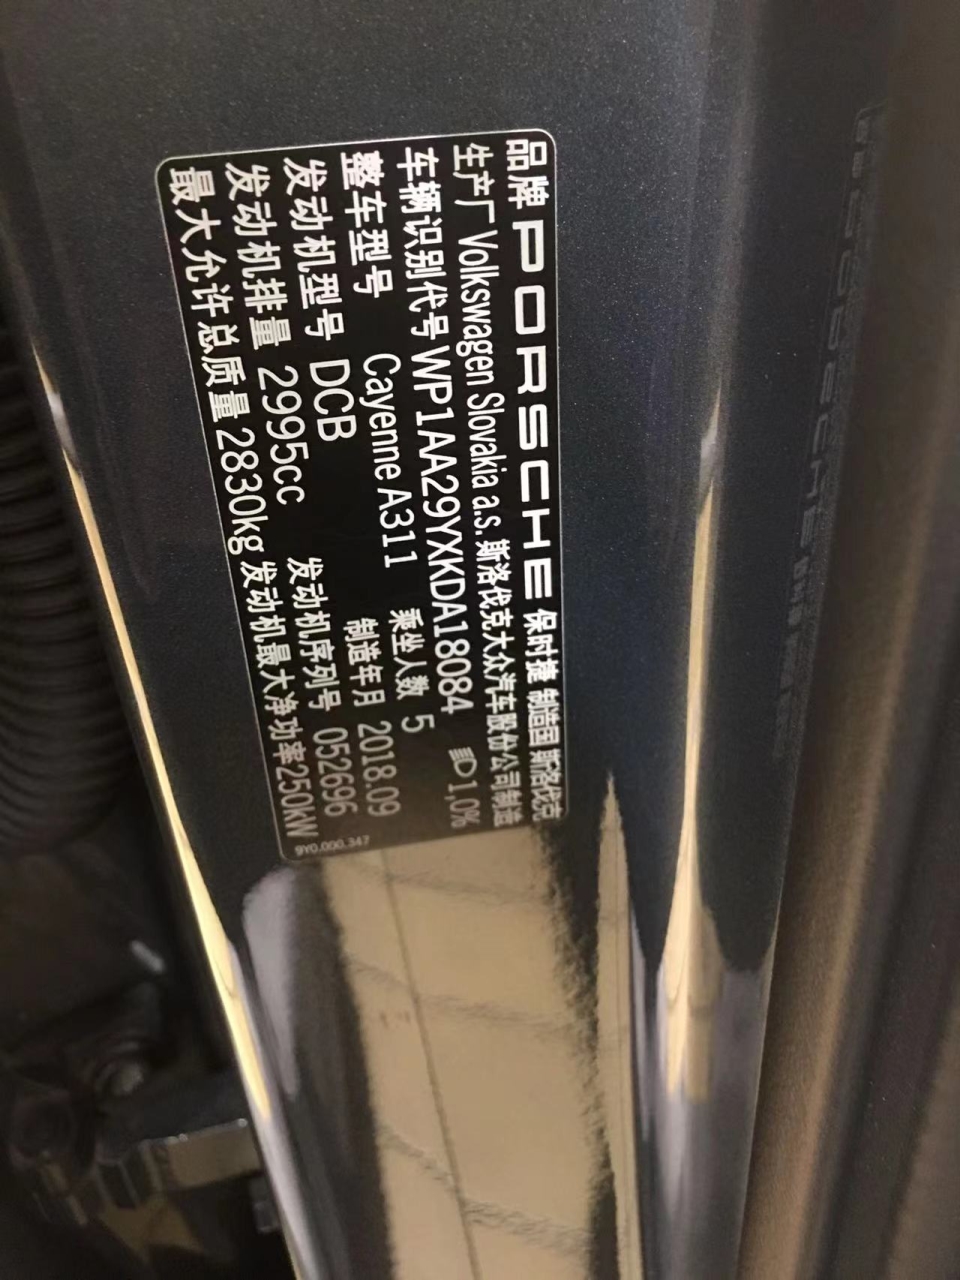 品牌 PORSCHE 保时捷 制造国 斯洛伐克
生产厂 Volkswagen Slovakia a.s. 斯洛伐克大众汽车股份公司制造
车辆识别代号 WP1AA29YXKDA18084 1,0%
整车型号 Cayenne A311 乘坐人数 5
发动机型号 DCB 制造年月 2018.09
发动机排量 2995cc 发动机序列号 052696
最大允许总质量 2830kg 发动机最大净功率250kW
9Y0.000.347